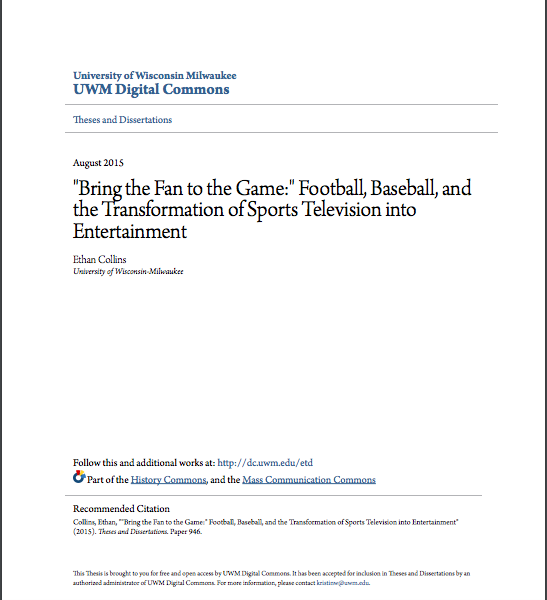 University of Wisconsin Milwaukee
UWM Digital Commons
Theses and Dissertations
August 2015
"Bring the Fan to the Game:" Football, Baseball, and
the Transformation of Sports Television into
Entertainment
Ethan Collins
University of Wisconsin-Milwaukee
Follow this and additional works at: http://dc.uwm.edu/etd
Part of the History Commons, and the Mass Communication Commons
Recommended Citation
Collins, Ethan, ""Bring the Fan to the Game:" Football, Baseball, and the Transformation of Sports Television into Entertainment"
(2015). Theses and Dissertations. Paper 946.
This Thesis is brought to you for free and open access by UWM Digital Commons. It has been accepted for inclusion in Theses and Dissertations by an
authorized administrator of UWM Digital Commons. For more information, please contact kristinw@uwm.edu.